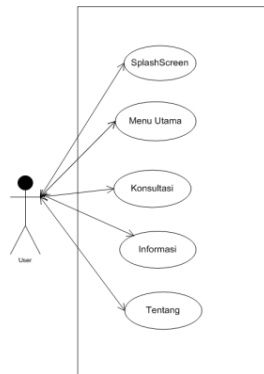 SplashScreen
Menu Utama
Konsultasi
Informasi
Tentang
User